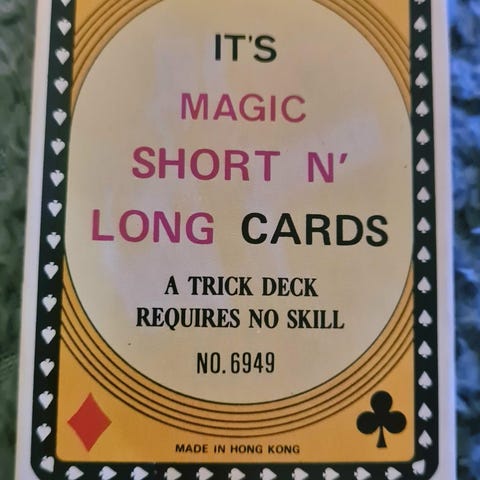 IT'S
MAGIC
SHORT N'
LONG CARDS
A TRICK DECK
REQUIRES NO SKILL
NO. 6949
MADE IN HONG KONG